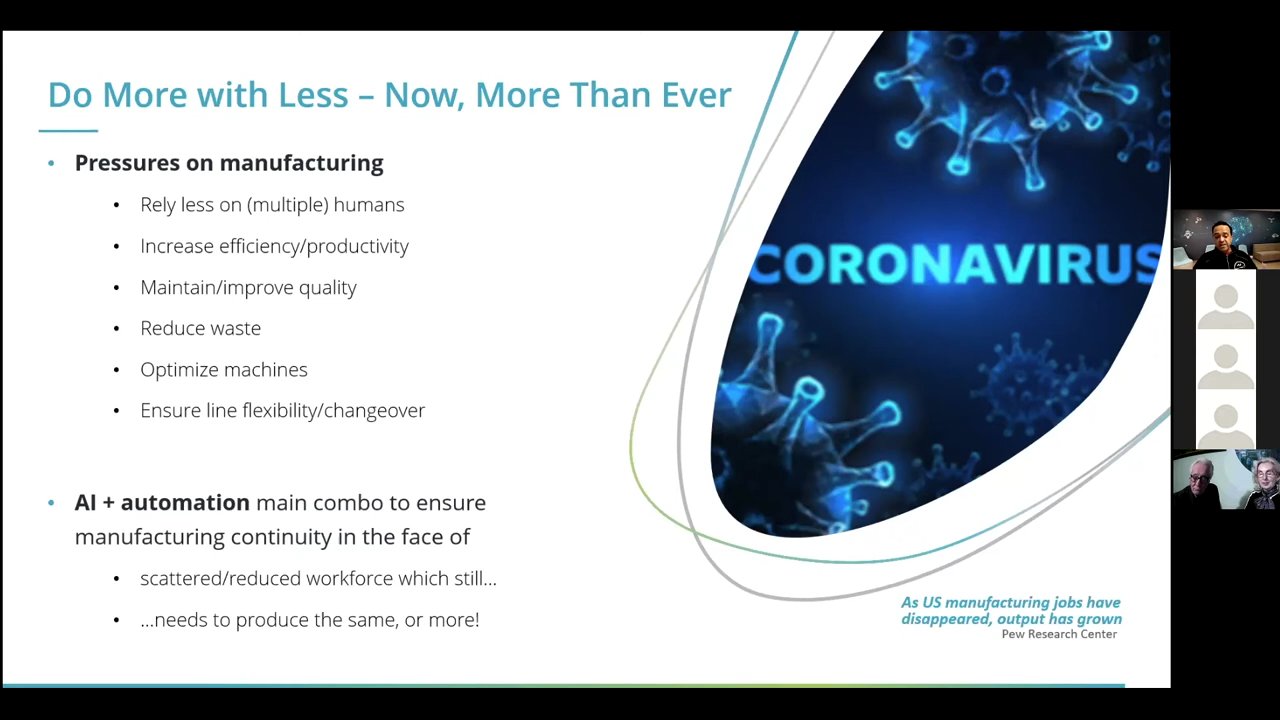 Do More with Less – Now, More Than Ever
• Pressures on manufacturing
• Rely less on (multiple) humans
• Increase efficiency/productivity
• Maintain/improve quality
• Reduce waste
• Optimize machines
• Ensure line flexibility/changeover
• AI + automation main combo to ensure
manufacturing continuity in the face of
• scattered/reduced workforce which still...
• ...needs to produce the same, or more!
CORONAVIRUS
As US manufacturing jobs have
disappeared, output has grown
Pew Research Center